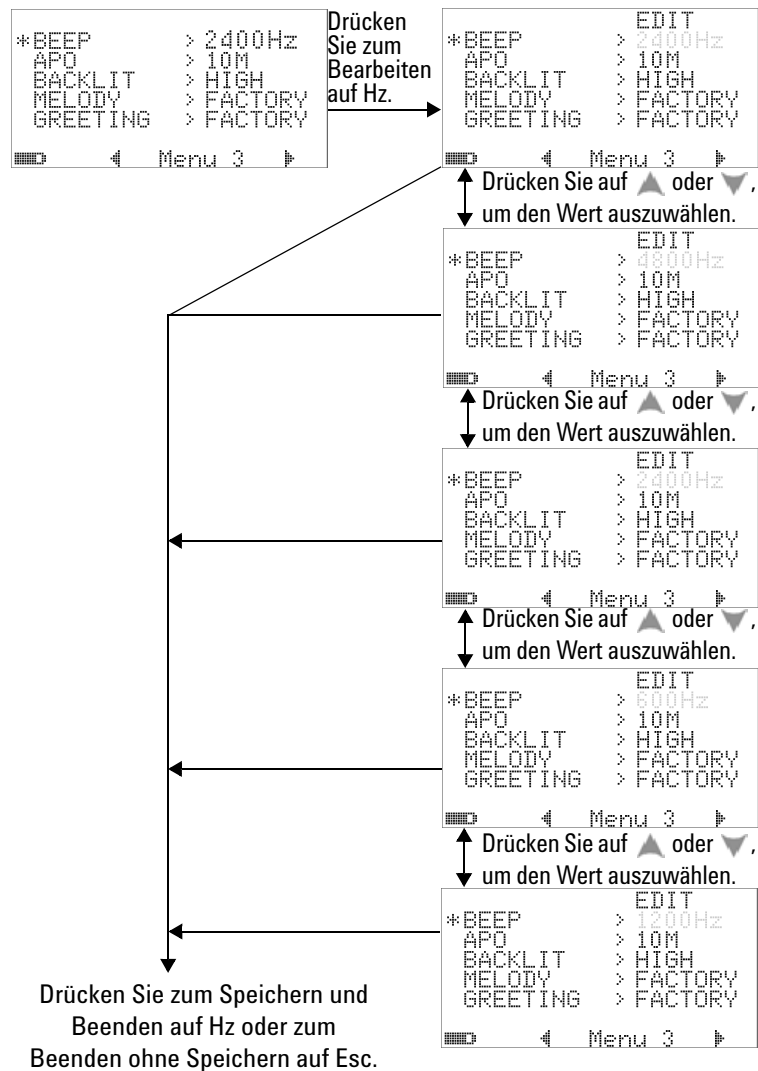 *BEEP > 2400Hz
APO > 10M
BACKLIT > HIGH
MELODY > FACTORY
GREETING > FACTORY
Menu 3
Drücken
Sie zum
Bearbeiten
auf Hz.
EDIT
*BEEP > 2400Hz
APO > 10M
BACKLIT > HIGH
MELODY > FACTORY
GREETING > FACTORY
Menu 3
Drücken Sie auf oder ,
um den Wert auszuwählen.
EDIT
*BEEP > 4800Hz
APO > 10M
BACKLIT > HIGH
MELODY > FACTORY
GREETING > FACTORY
Menu 3
Drücken Sie auf oder ,
um den Wert auszuwählen.
EDIT
*BEEP > 2400Hz
APO > 10M
BACKLIT > HIGH
MELODY > FACTORY
GREETING > FACTORY
Menu 3
Drücken Sie auf oder ,
um den Wert auszuwählen.
EDIT
*BEEP > 600Hz
APO > 10M
BACKLIT > HIGH
MELODY > FACTORY
GREETING > FACTORY
Menu 3
Drücken Sie auf oder ,
um den Wert auszuwählen.
EDIT
*BEEP > 1200Hz
APO > 10M
BACKLIT > HIGH
MELODY > FACTORY
GREETING > FACTORY
Menu 3
Drücken Sie zum Speichern und
Beenden auf Hz oder zum
Beenden ohne Speichern auf Esc.